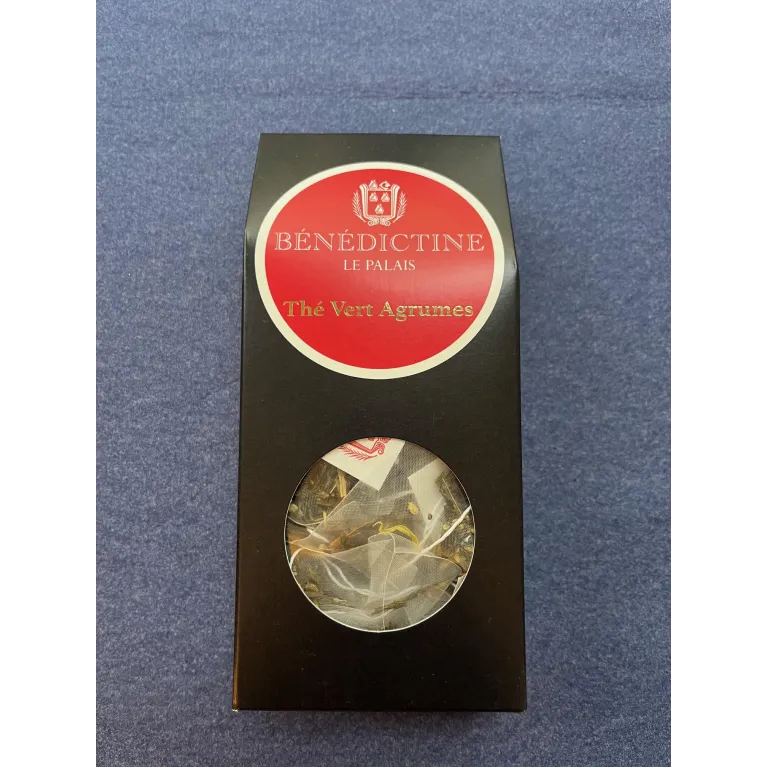 BÉNÉDICTINE
LE PALAIS
Thé Vert Agrumes